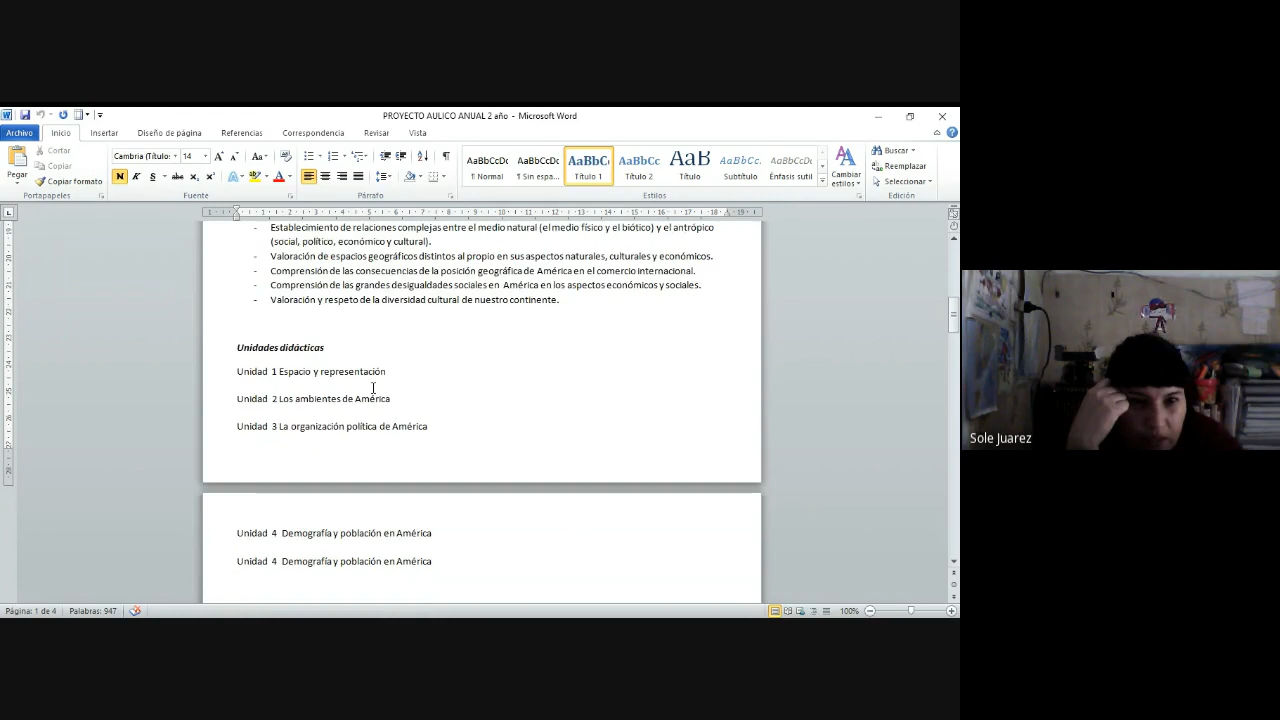 PROYECTO AULICO ANUAL 2 año - Microsoft Word
Archivo Inicio Insertar Diseño de página Referencias Correspondencia Revisar Vista
Cortar
Copiar
Copiar formato
Pegar
Portapapeles
Cambria (Título: 14
Fuente
Párrafo
AaBbCcDc AaBbCcDc AaBbC AaBbCc AaB AaBbCc. AaBbCcDc
¶ Normal ¶ Sin espa... Título 1 Título 2 Título Subtítulo Énfasis sutil
Cambiar estilos
Estilos
Buscar
Reemplazar
Seleccionar
Edición
- Establecimiento de relaciones complejas entre el medio natural (el medio físico y el biótico) y el antrópico
(social, político, económico y cultural).
- Valoración de espacios geográficos distintos al propio en sus aspectos naturales, culturales y económicos.
- Comprensión de las consecuencias de la posición geográfica de América en el comercio internacional.
- Comprensión de las grandes desigualdades sociales en América en los aspectos económicos y sociales.
- Valoración y respeto de la diversidad cultural de nuestro continente.
Unidades didácticas
Unidad 1 Espacio y representación
Unidad 2 Los ambientes de América
Unidad 3 La organización política de América
Unidad 4 Demografía y población en América
Unidad 4 Demografía y población en América
Página: 1 de 4 Palabras: 947
100%
Sole Juarez